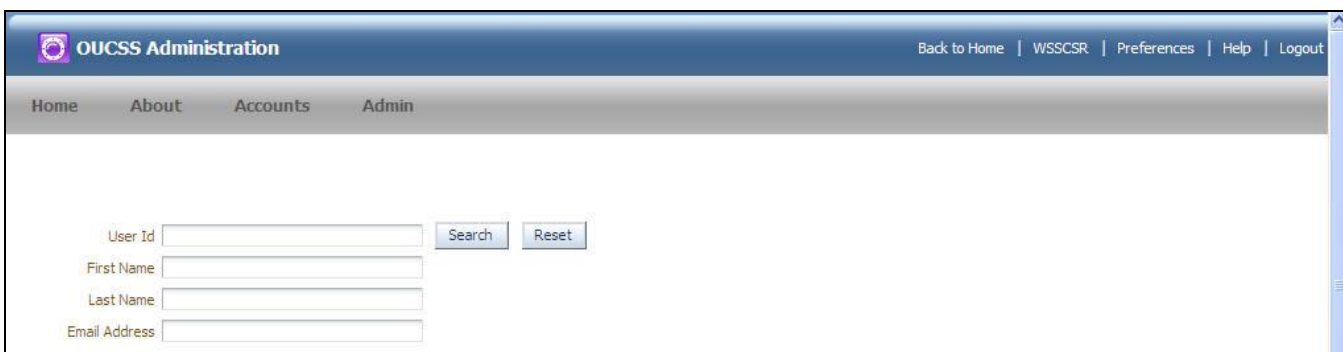 OUCSS Administration Back to Home | WSSCSR | Preferences | Help | Logout
Home About Accounts Admin
User Id Search Reset
First Name
Last Name
Email Address